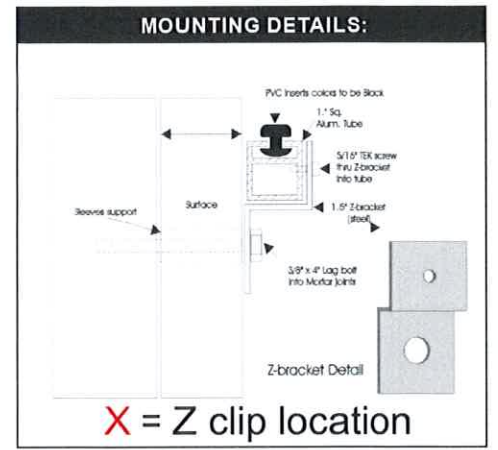 MOUNTING DETAILS:
PVC Inserts colors to be Black
1." Sq.
Alum. Tube
5/16" TEK screw
thru Z-bracket
into tube
1.5" Z-bracket
(steel)
Sleeves support
Surface
3/8" x 4" Lag bolt
into Mortar joints
Z-bracket Detail
X = Z clip location